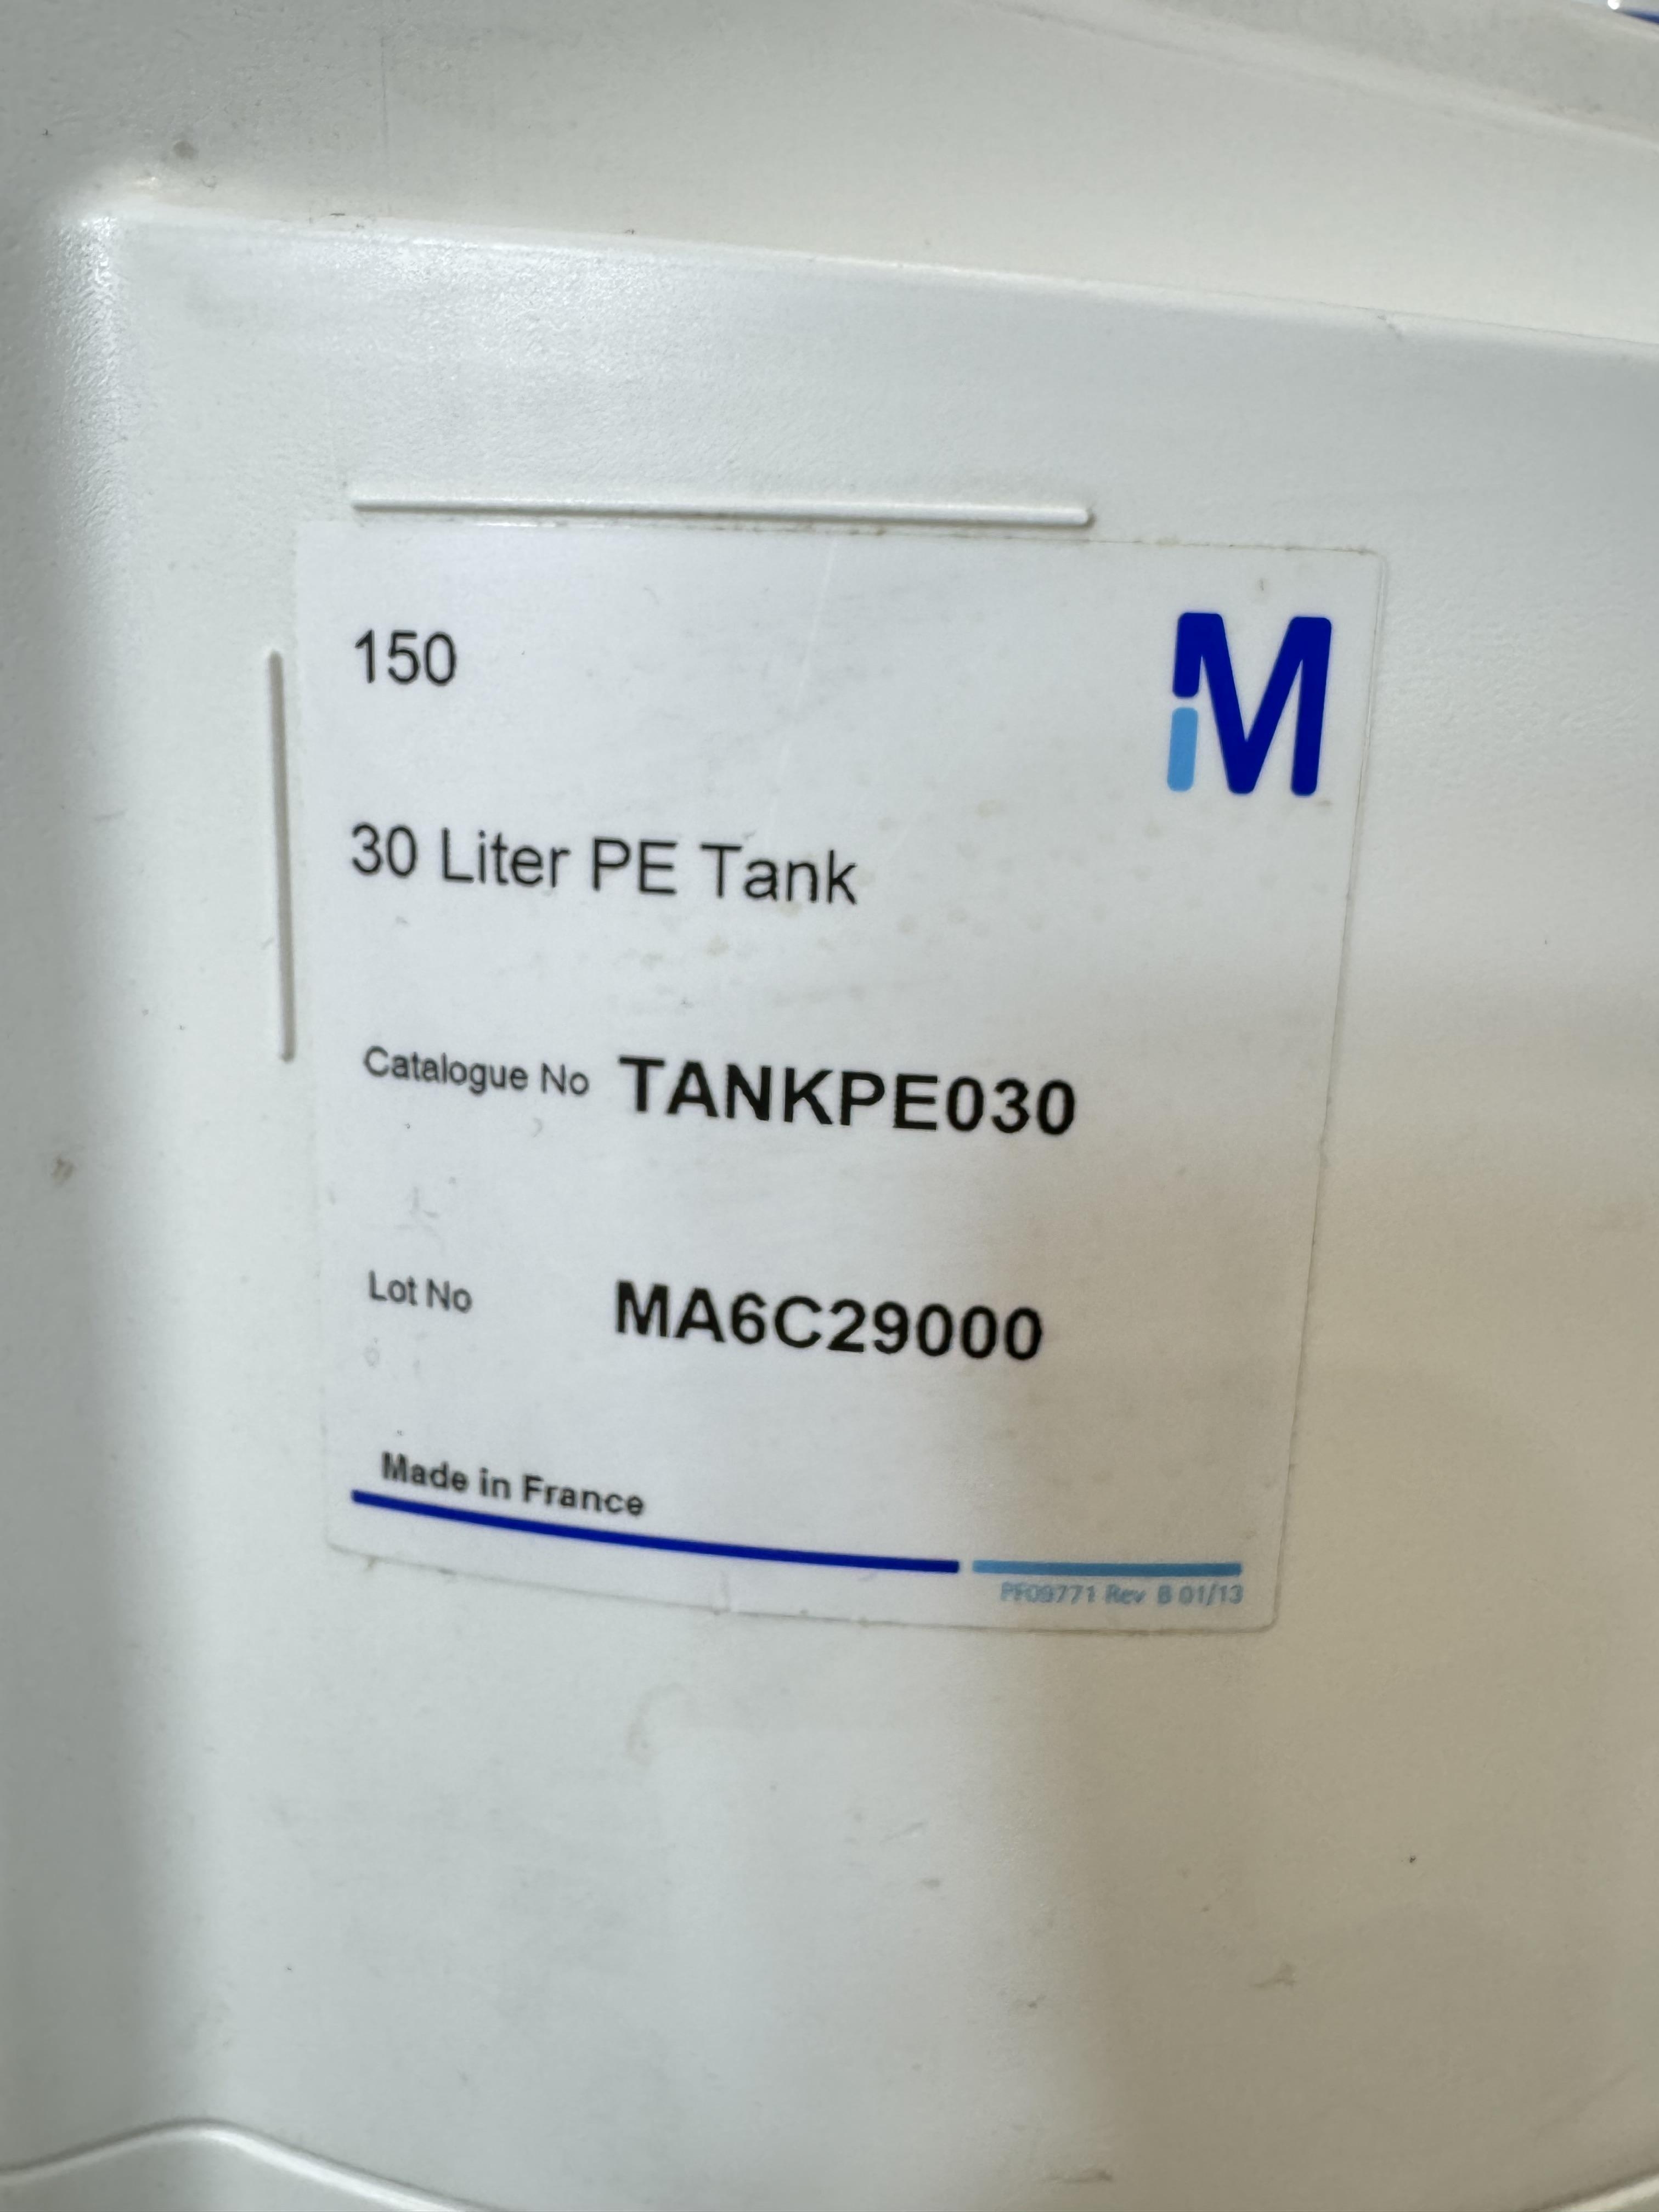 150
M
30 Liter PE Tank
Catalogue No TANKPE030
Lot No MA6C29000
Made in France
PF09771 Rev B 01/13